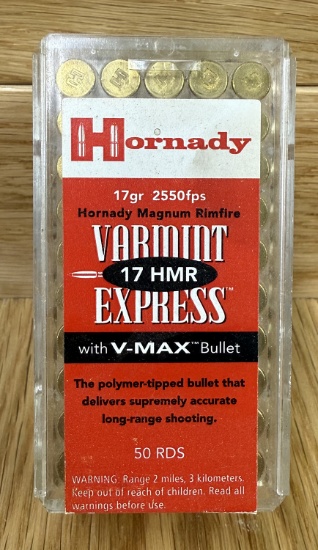 Hornady
17gr 2550fps
Hornady Magnum Rimfire
VARMINT
17 HMR
EXPRESS™
with V-MAX™ Bullet
The polymer-tipped bullet that
delivers supremely accurate
long-range shooting.
50 RDS
WARNING: Range 2 miles, 3 kilometers.
Keep out of reach of children. Read all
warnings before use.